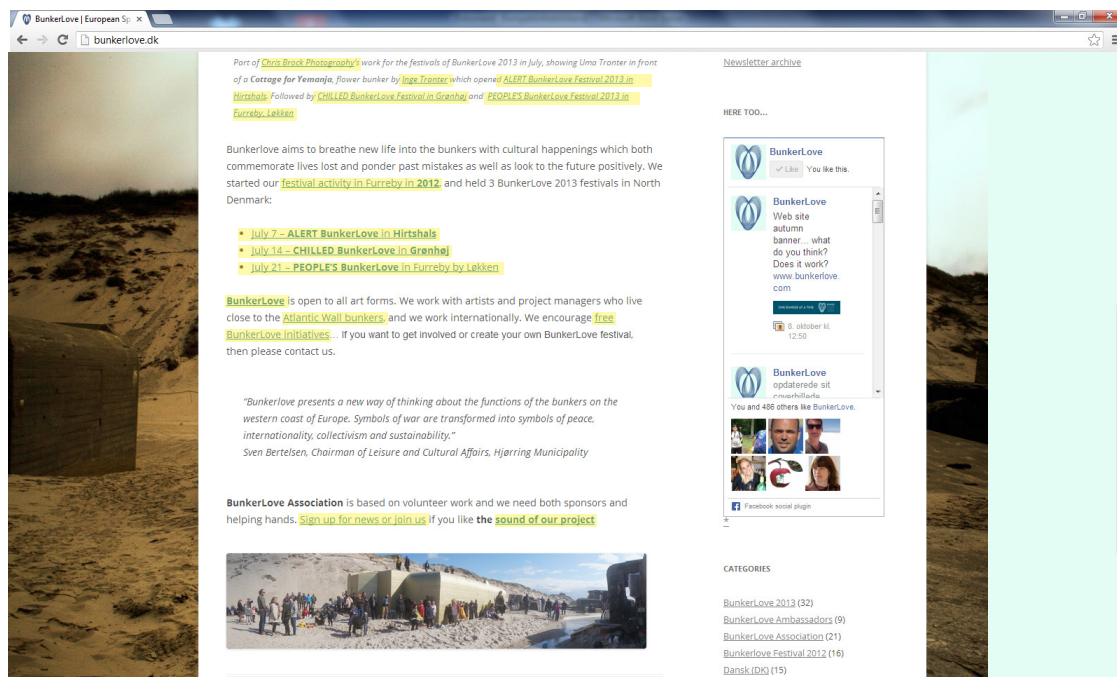 BunkerLove | European Sp
bunkerlove.dk
Part of Chris Brock Photography's work for the festivals of BunkerLove 2013 in July, showing Uma Tranter in front
of a Cottage for Yemanja, flower bunker by Inge Tranter which opened ALERT BunkerLove Festival 2013 in
Hirtshals. Followed by CHILLED BunkerLove Festival in Grønhøj and PEOPLE'S BunkerLove Festival 2013 in
Furreby, Løkken
Bunkerlove aims to breathe new life into the bunkers with cultural happenings which both
commemorate lives lost and ponder past mistakes as well as look to the future positively. We
started our festival activity in Furreby in 2012, and held 3 BunkerLove 2013 festivals in North
Denmark:
• July 7 – ALERT BunkerLove in Hirtshals
• July 14 – CHILLED BunkerLove in Grønhøj
• July 21 – PEOPLE'S BunkerLove in Furreby by Løkken
BunkerLove is open to all art forms. We work with artists and project managers who live
close to the Atlantic Wall bunkers, and we work internationally. We encourage free
BunkerLove initiatives... If you want to get involved or create your own BunkerLove festival,
then please contact us.
“Bunkerlove presents a new way of thinking about the functions of the bunkers on the
western coast of Europe. Symbols of war are transformed into symbols of peace,
internationality, collectivism and sustainability.”
Sven Bertelsen, Chairman of Leisure and Cultural Affairs, Hjørring Municipality
BunkerLove Association is based on volunteer work and we need both sponsors and
helping hands. Sign up for news or join us if you like the sound of our project
Newsletter archive
HERE TOO...
BunkerLove
Like You like this.
BunkerLove
Web site
autumn
banner... what
do you think?
Does it work?
www.bunkerlove.
com
8. oktober kl.
12:50
BunkerLove
opdaterede sit
coverbillede
You and 486 others like BunkerLove.
Facebook social plugin
*
CATEGORIES
BunkerLove 2013 (32)
BunkerLove Ambassadors (9)
BunkerLove Association (21)
Bunkerlove Festival 2012 (16)
Dansk (DK) (15)